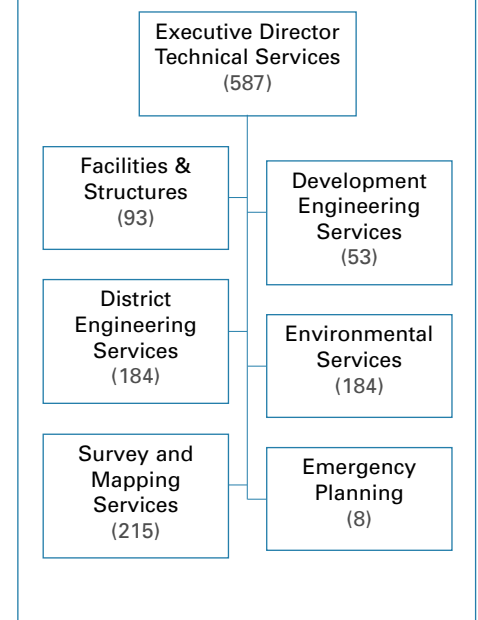 Executive Director
Technical Services
(587)
Facilities &
Structures
(93)
Development
Engineering
Services
(53)
District
Engineering
Services
(184)
Environmental
Services
(184)
Survey and
Mapping
Services
(215)
Emergency
Planning
(8)